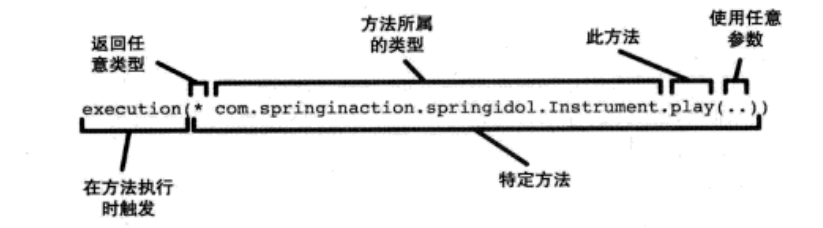 使用任意
参数
方法所属
的类型
此方法
返回任
意类型
execution(* com.springinaction.springidol.Instrument.play(..))
特定方法
在方法执行
时触发